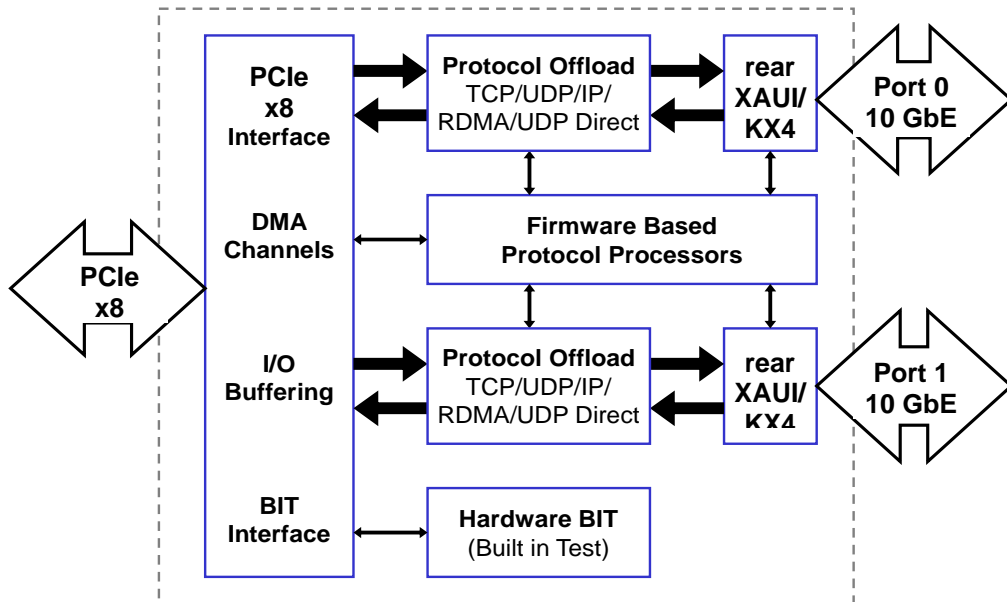 PCIe
x8
Interface
DMA
Channels
I/O
Buffering
BIT
Interface
Protocol Offload
TCP/UDP/IP/
RDMA/UDP Direct
rear
XAUI/
KX4
Port 0
10 GbE
Firmware Based
Protocol Processors
PCIe
x8
Protocol Offload
TCP/UDP/IP/
RDMA/UDP Direct
rear
XAUI/
KX4
Port 1
10 GbE
Hardware BIT
(Built in Test)